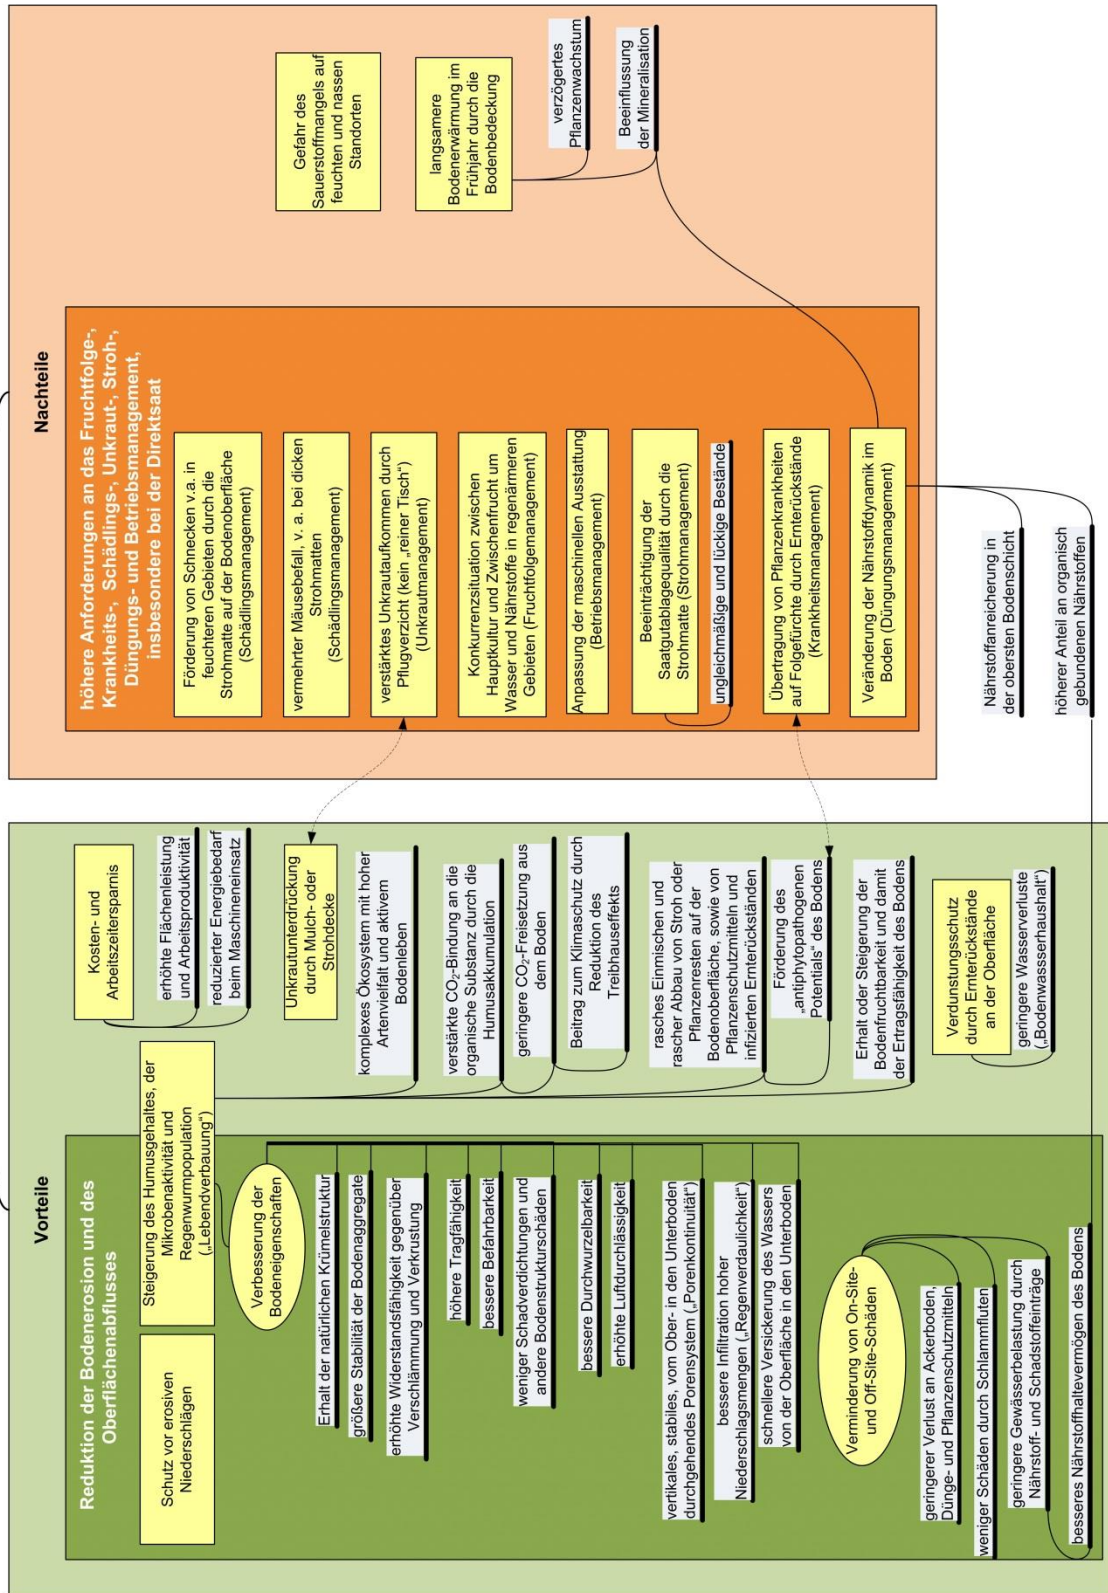 Vorteile
Reduktion der Bodenerosion und des
Oberflächenabflusses
Schutz vor erosiven
Niederschlägen
Steigerung des Humusgehaltes, der
Mikrobenaktivität und
Regenwurmpopulation
(„Lebendverbauung“)
Verbesserung der
Bodeneigenschaften
Erhalt der natürlichen Krümelstruktur
größere Stabilität der Bodenaggregate
erhöhte Widerstandsfähigkeit gegenüber
Verschlämmung und Verkrustung
höhere Tragfähigkeit
bessere Befahrbarkeit
weniger Schadverdichtungen und
andere Bodenstrukturschäden
bessere Durchwurzelbarkeit
erhöhte Luftdurchlässigkeit
vertikales, stabiles, vom Ober- in den Unterboden
durchgehendes Porensystem („Porenkontinuität“)
bessere Infiltration hoher
Niederschlagsmengen („Regenverdaulichkeit“)
schnellere Versickerung des Wassers
von der Oberfläche in den Unterboden
Verminderung von On-Site-
und Off-Site-Schäden
geringerer Verlust an Ackerboden,
Dünge- und Pflanzenschutzmitteln
weniger Schäden durch Schlammfluten
geringere Gewässerbelastung durch
Nährstoff- und Schadstoffeinträge
besseres Nährstoffhaltevermögen des Bodens
Kosten- und
Arbeitszeitersparnis
erhöhte Flächenleistung
und Arbeitsproduktivität
reduzierter Energiebedarf
beim Maschineneinsatz
Unkrautunterdrückung
durch Mulch- oder
Strohdecke
komplexes Ökosystem mit hoher
Artenvielfalt und aktivem
Bodenleben
verstärkte CO₂-Bindung an die
organische Substanz durch die
Humusakkumulation
geringere CO₂-Freisetzung aus
dem Boden
Beitrag zum Klimaschutz durch
Reduktion des
Treibhauseffekts
rasches Einmischen und
rascher Abbau von Stroh oder
Pflanzenresten auf der
Bodenoberfläche, sowie von
Pflanzenschutzmitteln und
infizierten Ernterückständen
Förderung des
„antiphytopathogenen
Potentials“ des Bodens
Erhalt oder Steigerung der
Bodenfruchtbarkeit und damit
der Ertragsfähigkeit des Bodens
Verdunstungsschutz
durch Ernterückstände
an der Oberfläche
geringere Wasserverluste
(„Bodenwassserhaushalt“)
Nachteile
höhere Anforderungen an das Fruchtfolge-,
Krankheits-, Schädlings-, Unkraut-, Stroh-,
Düngungs- und Betriebsmanagement,
insbesondere bei der Direktsaat
Förderung von Schnecken v.a. in
feuchteren Gebieten durch die
Strohmatte auf der Bodenoberfläche
(Schädlingsmanagement)
vermehrter Mäusebefall, v. a. bei dicken
Strohmatten
(Schädlingsmanagement)
verstärktes Unkrautaufkommen durch
Pflugverzicht (kein „reiner Tisch“)
(Unkrautmanagement)
Konkurrenzsituation zwischen
Hauptkultur und Zwischenfrucht um
Wasser und Nährstoffe in regenärmeren
Gebieten (Fruchtfolgemanagement)
Anpassung der maschinellen Ausstattung
(Betriebsmanagement)
Beeinträchtigung der
Saatgutablagequalität durch die
Strohmatte (Strohmanagement)
ungleichmäßige und lückige Bestände
Übertragung von Pflanzenkrankheiten
auf Folgefürchte durch Ernterückstände
(Krankheitsmanagement)
Veränderung der Nährstoffdynamik im
Boden (Düngungsmanagement)
Nährstoffanreicherung in
der obersten Bodenschicht
höherer Anteil an organisch
gebundenen Nährstoffen
Gefahr des
Sauerstoffmangels auf
feuchten und nassen
Standorten
langsamere
Bodenerwärmung im
Frühjahr durch die
Bodenbedeckung
verzögertes
Pflanzenwachstum
Beeinflussung
der Mineralisation